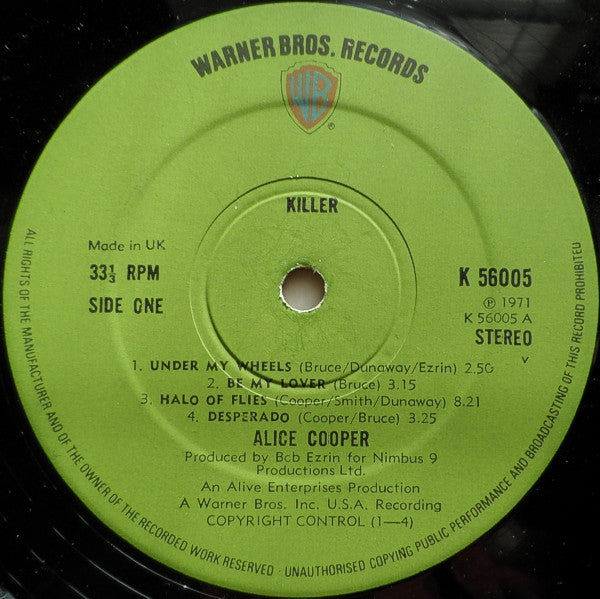 WARNER BROS. RECORDS
WB
®
KILLER
Made in UK
33⅓ RPM
SIDE ONE
K 56005
℗ 1971
K 56005 A
STEREO
V
1. UNDER MY WHEELS (Bruce/Dunaway/Ezrin) 2.50
2. BE MY LOVER (Bruce) 3.15
3. HALO OF FLIES (Cooper/Smith/Dunaway) 8.21
4. DESPERADO (Cooper/Bruce) 3.25
ALICE COOPER
Produced by Bob Ezrin for Nimbus 9
Productions Ltd.
An Alive Enterprises Production
A Warner Bros. Inc. U.S.A. Recording
COPYRIGHT CONTROL (1—4)
ALL RIGHTS OF THE MANUFACTURER AND OF THE OWNER OF THE RECORDED WORK RESERVED · UNAUTHORISED COPYING PUBLIC PERFORMANCE AND BROADCASTING OF THIS RECORD PROHIBITED